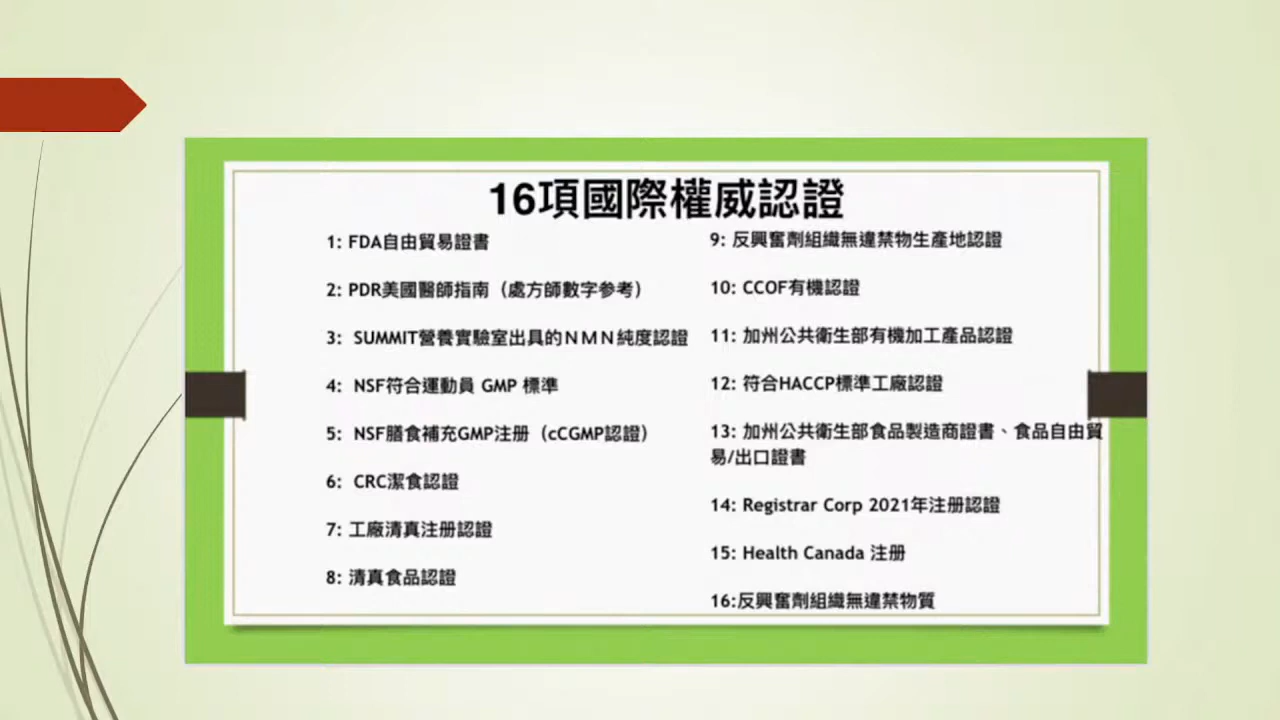 16項國際權威認證
1: FDA自由貿易證書
2: PDR美國醫師指南（處方師數字参考）
3: SUMMIT營養實驗室出具的ＮＭＮ純度認證
4: NSF符合運動員 GMP 標準
5: NSF膳食補充GMP注册（cCGMP認證）
6: CRC潔食認證
7: 工廠清真注册認證
8: 清真食品認證
9: 反興奮劑組織無違禁物生產地認證
10: CCOF有機認證
11: 加州公共衛生部有機加工產品認證
12: 符合HACCP標準工廠認證
13: 加州公共衛生部食品製造商證書、食品自由貿
易/出口證書
14: Registrar Corp 2021年注册認證
15: Health Canada 注册
16:反興奮劑組織無違禁物質